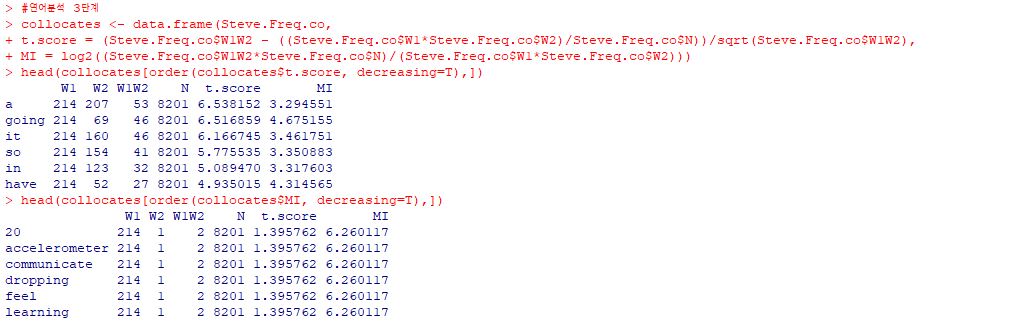 > #연어분석 3단계
> collocates <- data.frame(Steve.Freq.co,
+ t.score = (Steve.Freq.co$W1W2 - ((Steve.Freq.co$W1*Steve.Freq.co$W2)/Steve.Freq.co$N))/sqrt(Steve.Freq.co$W1W2),
+ MI = log2((Steve.Freq.co$W1W2*Steve.Freq.co$N)/(Steve.Freq.co$W1*Steve.Freq.co$W2)))
> head(collocates[order(collocates$t.score, decreasing=T),])
W1 W2 W1W2 N t.score MI
a 214 207 53 8201 6.538152 3.294551
going 214 69 46 8201 6.516859 4.675155
it 214 160 46 8201 6.166745 3.461751
so 214 154 41 8201 5.775535 3.350883
in 214 123 32 8201 5.089470 3.317603
have 214 52 27 8201 4.935015 4.314565
> head(collocates[order(collocates$MI, decreasing=T),])
W1 W2 W1W2 N t.score MI
20 214 1 2 8201 1.395762 6.260117
accelerometer 214 1 2 8201 1.395762 6.260117
communicate 214 1 2 8201 1.395762 6.260117
dropping 214 1 2 8201 1.395762 6.260117
feel 214 1 2 8201 1.395762 6.260117
learning 214 1 2 8201 1.395762 6.260117